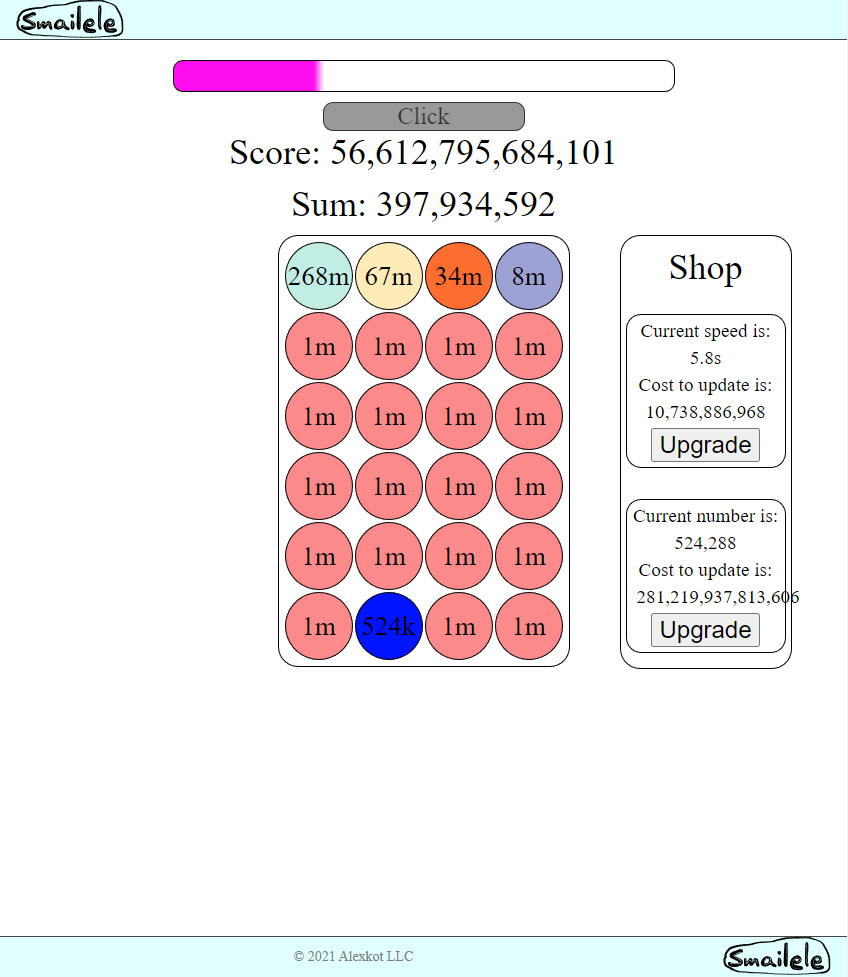 Smailele
Click
Score: 56,612,795,684,101
Sum: 397,934,592
268m 67m 34m 8m
1m 1m 1m 1m
1m 1m 1m 1m
1m 1m 1m 1m
1m 1m 1m 1m
1m 524k 1m 1m
Shop
Current speed is:
5.8s
Cost to update is:
10,738,886,968
Upgrade
Current number is:
524,288
Cost to update is:
281,219,937,813,606
Upgrade
© 2021 Alexkot LLC
Smailele